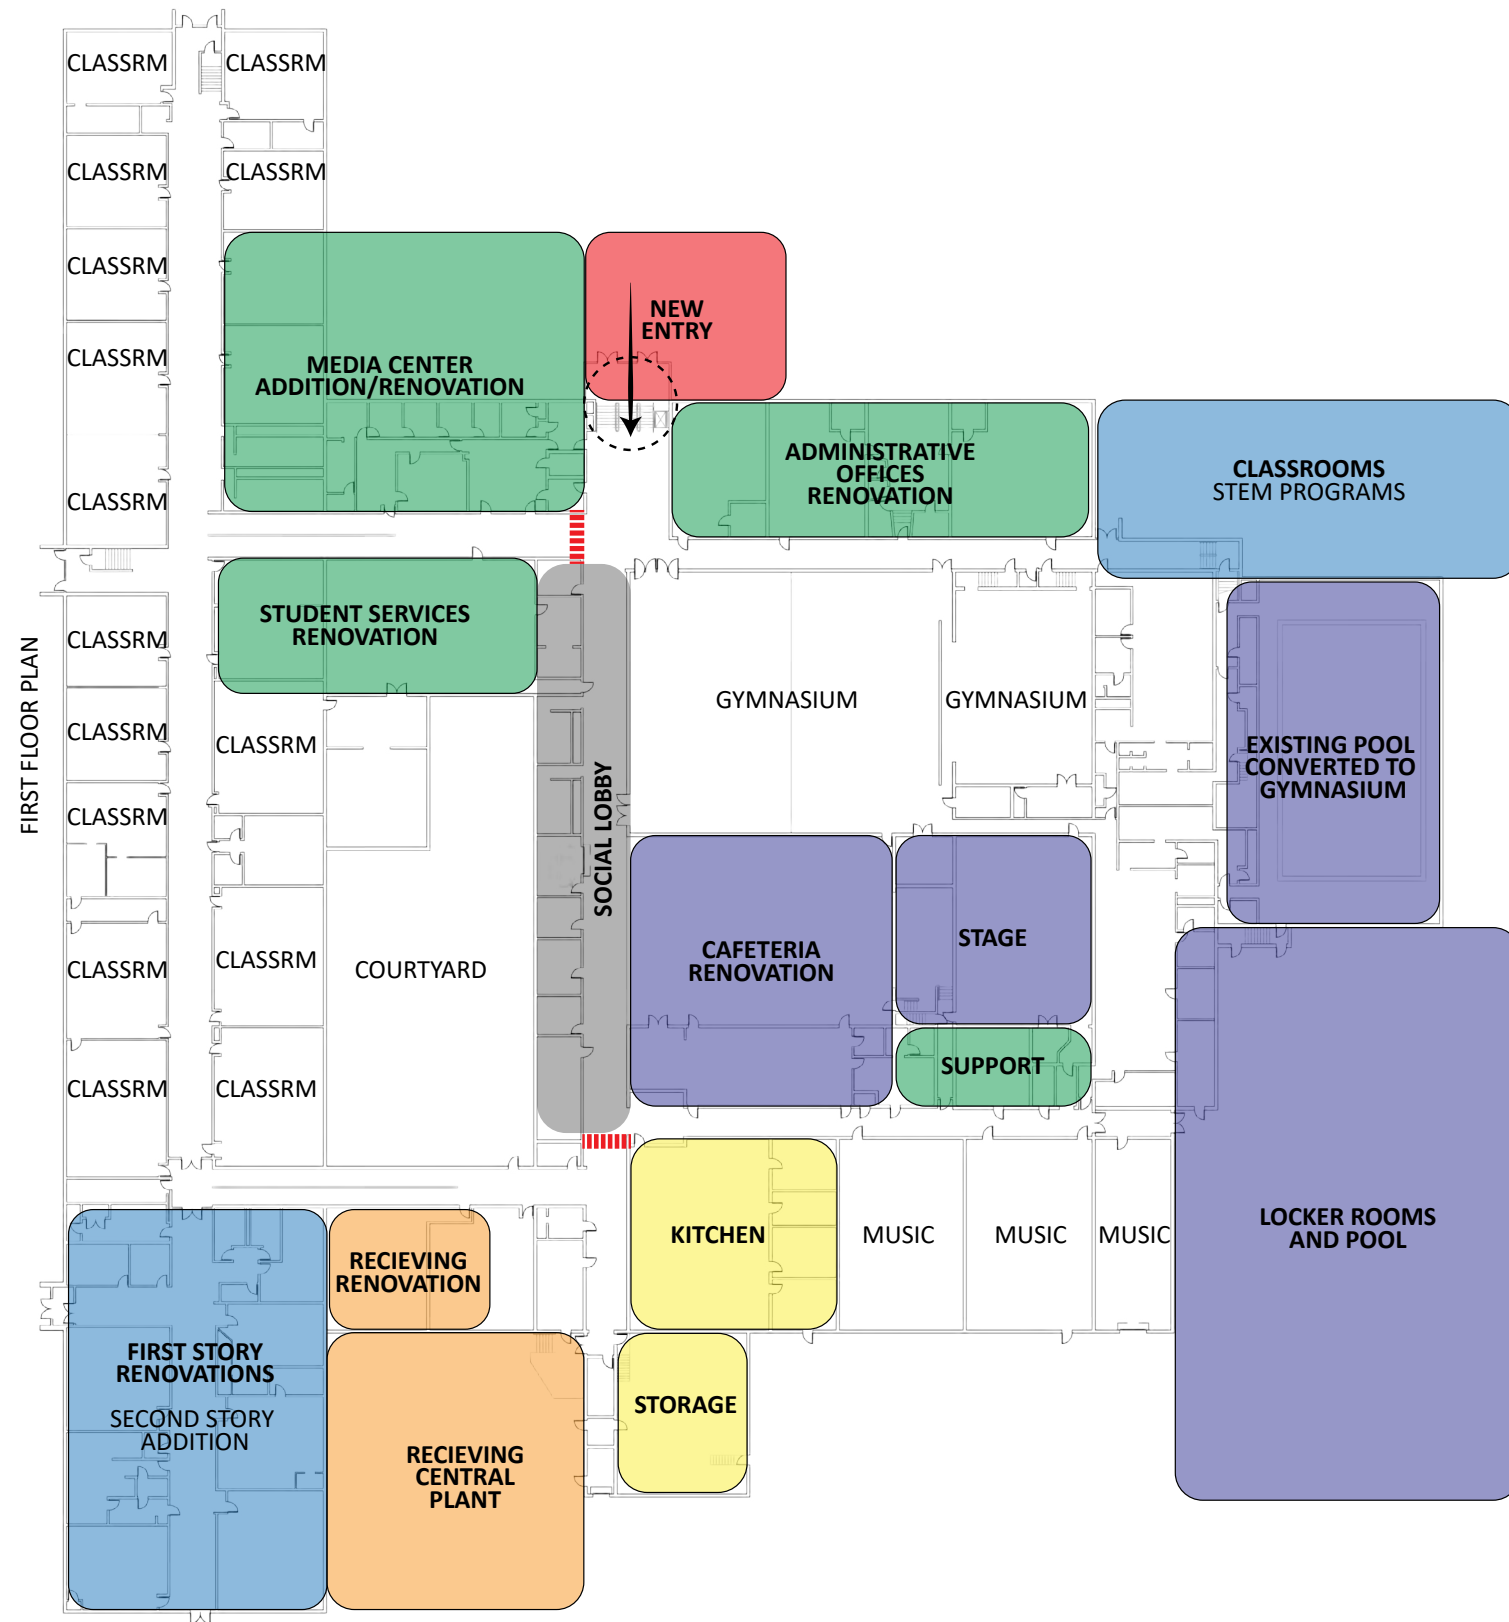 CLASSRM
CLASSRM
CLASSRM
CLASSRM
CLASSRM
NEW
ENTRY
CLASSRM
MEDIA CENTER
ADDITION/RENOVATION
ADMINISTRATIVE
OFFICES
RENOVATION
CLASSROOMS
STEM PROGRAMS
CLASSRM
STUDENT SERVICES
RENOVATION
CLASSRM
FIRST FLOOR PLAN
GYMNASIUM
GYMNASIUM
CLASSRM
CLASSRM
EXISTING POOL
CONVERTED TO
GYMNASIUM
CLASSRM
SOCIAL LOBBY
CAFETERIA
RENOVATION
STAGE
CLASSRM
CLASSRM
COURTYARD
SUPPORT
CLASSRM
CLASSRM
KITCHEN
MUSIC
MUSIC
MUSIC
LOCKER ROOMS
AND POOL
RECIEVING
RENOVATION
FIRST STORY
RENOVATIONS
SECOND STORY
ADDITION
STORAGE
RECIEVING
CENTRAL
PLANT